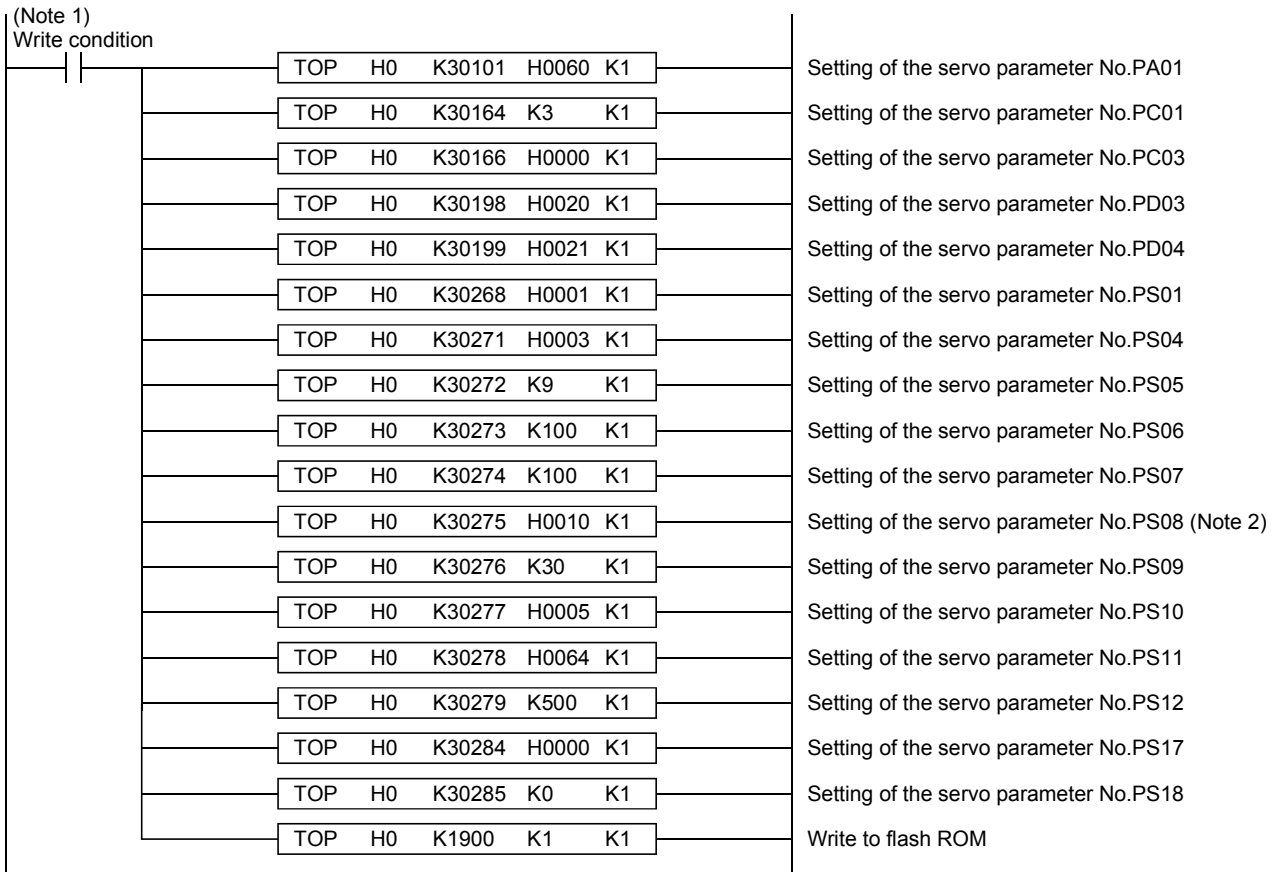 (Note 1)
Write condition
TOP H0 K30101 H0060 K1 Setting of the servo parameter No.PA01
TOP H0 K30164 K3 K1 Setting of the servo parameter No.PC01
TOP H0 K30166 H0000 K1 Setting of the servo parameter No.PC03
TOP H0 K30198 H0020 K1 Setting of the servo parameter No.PD03
TOP H0 K30199 H0021 K1 Setting of the servo parameter No.PD04
TOP H0 K30268 H0001 K1 Setting of the servo parameter No.PS01
TOP H0 K30271 H0003 K1 Setting of the servo parameter No.PS04
TOP H0 K30272 K9 K1 Setting of the servo parameter No.PS05
TOP H0 K30273 K100 K1 Setting of the servo parameter No.PS06
TOP H0 K30274 K100 K1 Setting of the servo parameter No.PS07
TOP H0 K30275 H0010 K1 Setting of the servo parameter No.PS08 (Note 2)
TOP H0 K30276 K30 K1 Setting of the servo parameter No.PS09
TOP H0 K30277 H0005 K1 Setting of the servo parameter No.PS10
TOP H0 K30278 H0064 K1 Setting of the servo parameter No.PS11
TOP H0 K30279 K500 K1 Setting of the servo parameter No.PS12
TOP H0 K30284 H0000 K1 Setting of the servo parameter No.PS17
TOP H0 K30285 K0 K1 Setting of the servo parameter No.PS18
TOP H0 K1900 K1 K1 Write to flash ROM